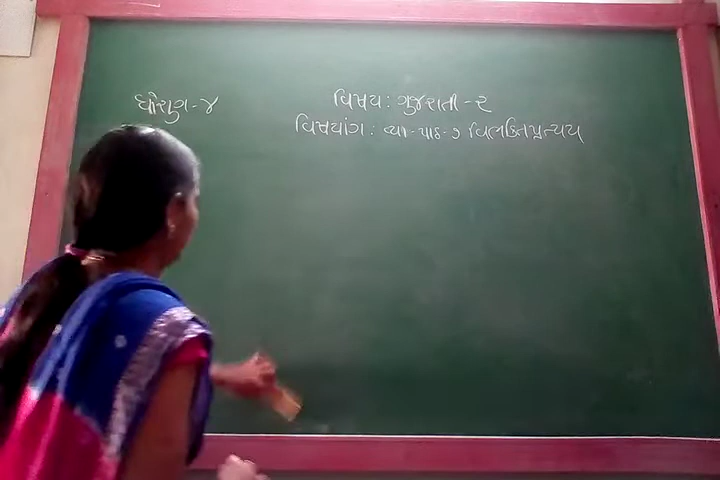 ધોરણ-૪
વિષય : ગુજરાતી - ૨
વિષયાંગ : વ્યા - પાઠ - ૭ વિભક્તિપ્રત્યય